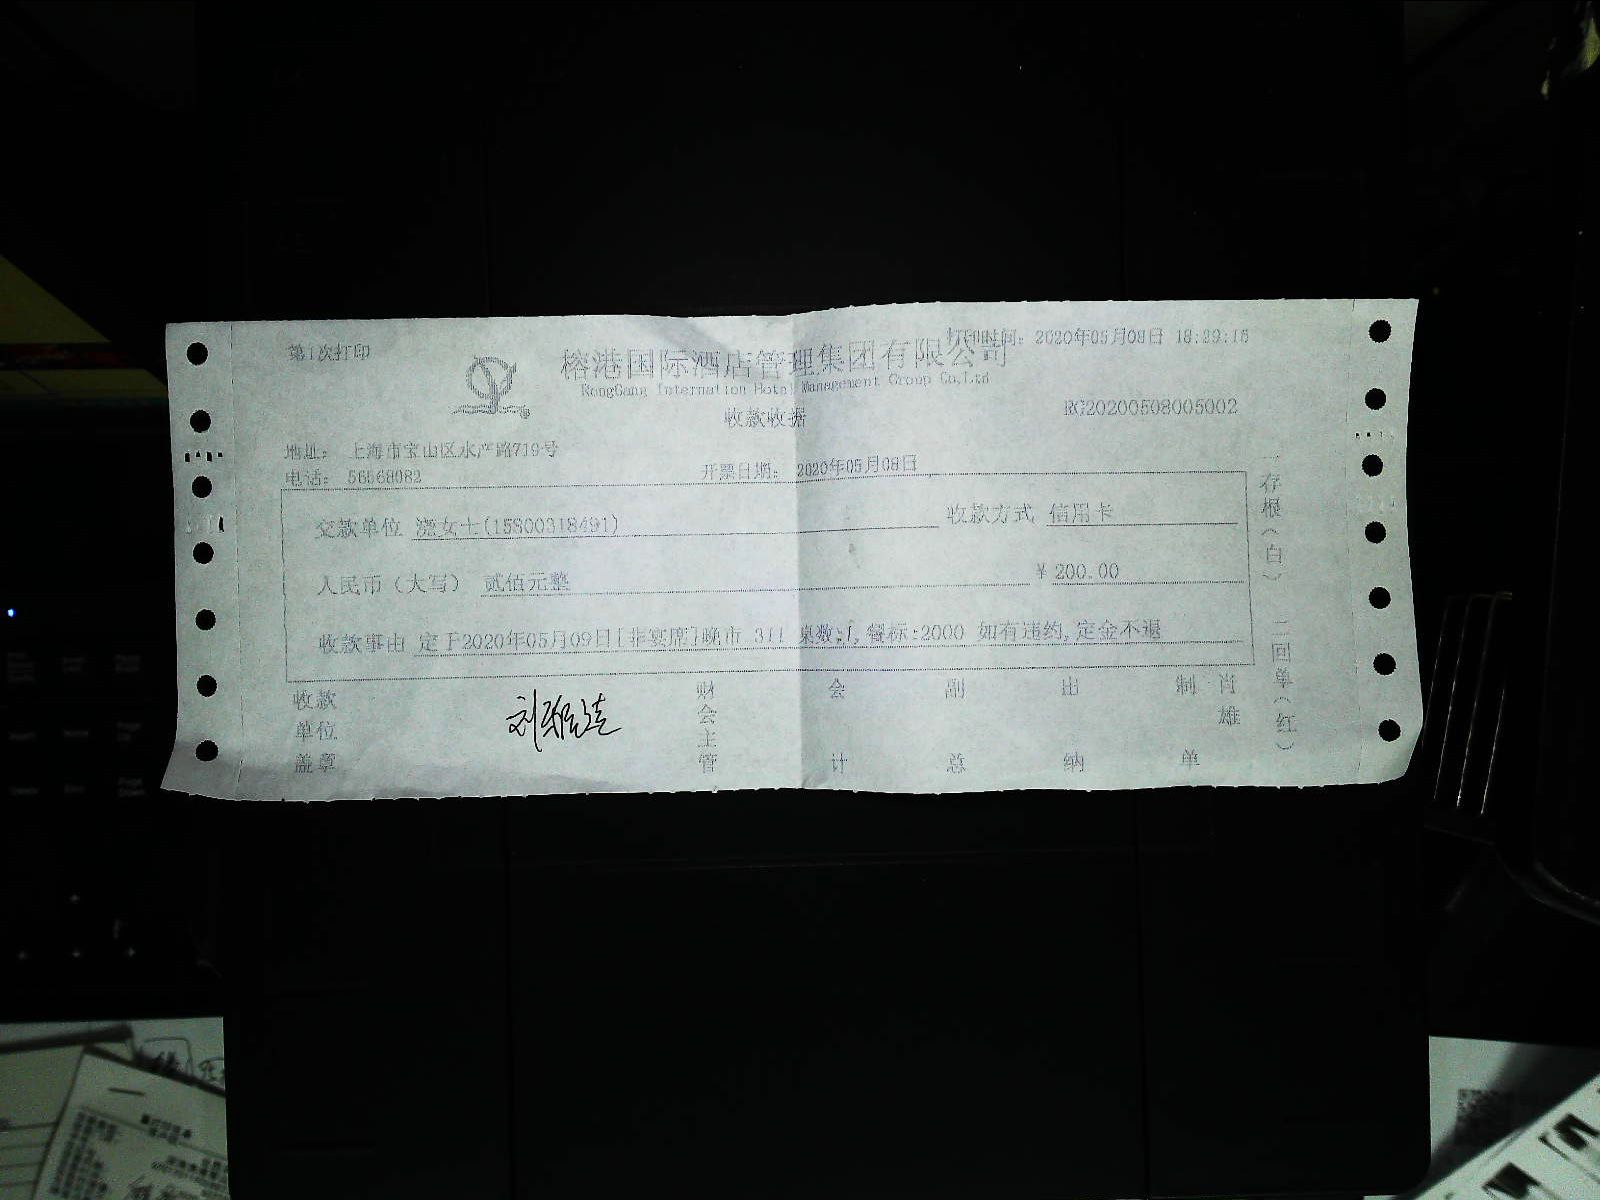 第1次打印
打印时间: 2020年05月08日 18:29:15
榕港国际酒店管理集团有限公司
RongGang Internation Hotel Management Group Co,Ltd
收款收据
RG20200508005002
地址: 上海市宝山区水产路719号
电话: 56568082
开票日期: 2020年05月08日
交款单位 女士(15800318491)
收款方式 信用卡
人民币(大写) 贰佰元整
¥ 200.00
收款事由 定于2020年05月09日[非宴席]晚市 311 桌数:1,餐标:2000 如有违约,定金不退
收款单位盖章
财会主管
会计
副总
出纳
制单
肖雄
一存根(白)
二回单(红)